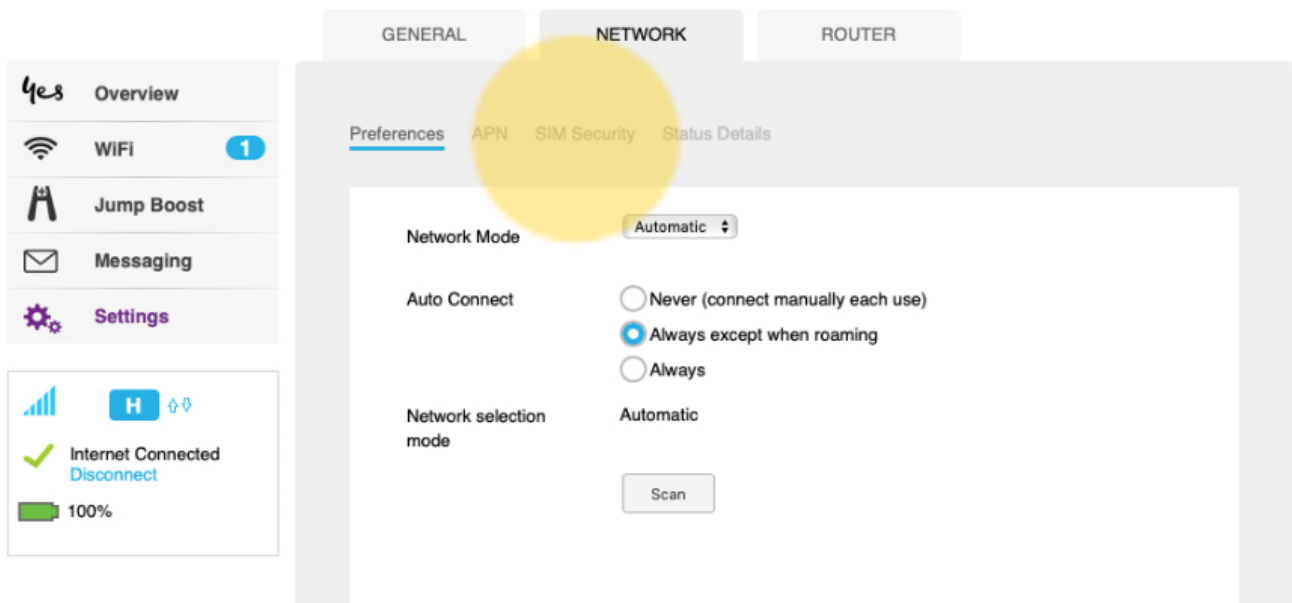 GENERAL NETWORK ROUTER
yes Overview
WiFi 1
Jump Boost
Messaging
Settings
H
Internet Connected
Disconnect
100%
Preferences APN SIM Security Status Details
Network Mode Automatic
Auto Connect Never (connect manually each use)
Always except when roaming
Always
Network selection Automatic
mode
Scan